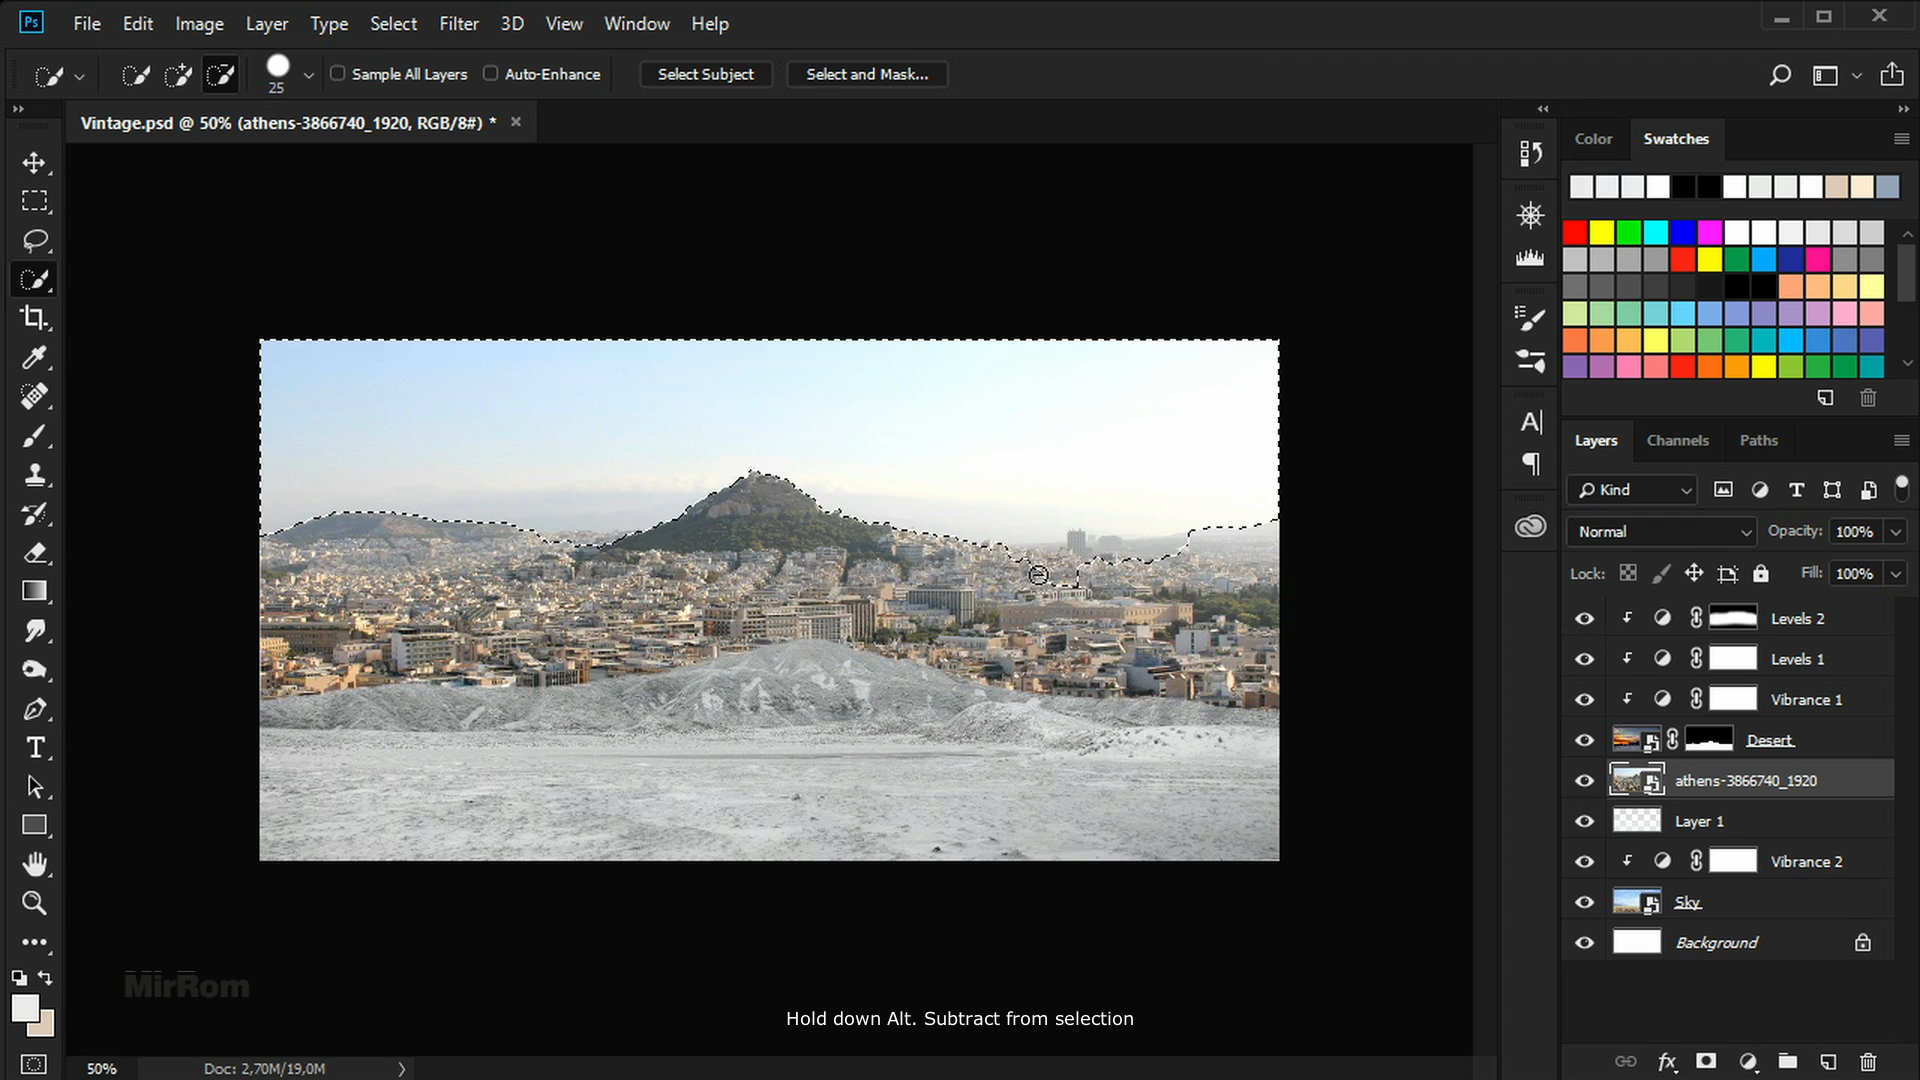 Ps File Edit Image Layer Type Select Filter 3D View Window Help
25 Sample All Layers Auto-Enhance Select Subject Select and Mask...
Vintage.psd @ 50% (athens-3866740_1920, RGB/8#) *
Color Swatches
Layers Channels Paths
Kind
Normal Opacity: 100%
Lock: Fill: 100%
Levels 2
Levels 1
Vibrance 1
Desert
athens-3866740_1920
Layer 1
Vibrance 2
Sky
Background
MirRom
Hold down Alt. Subtract from selection
50% Doc: 2,70M/19,0M